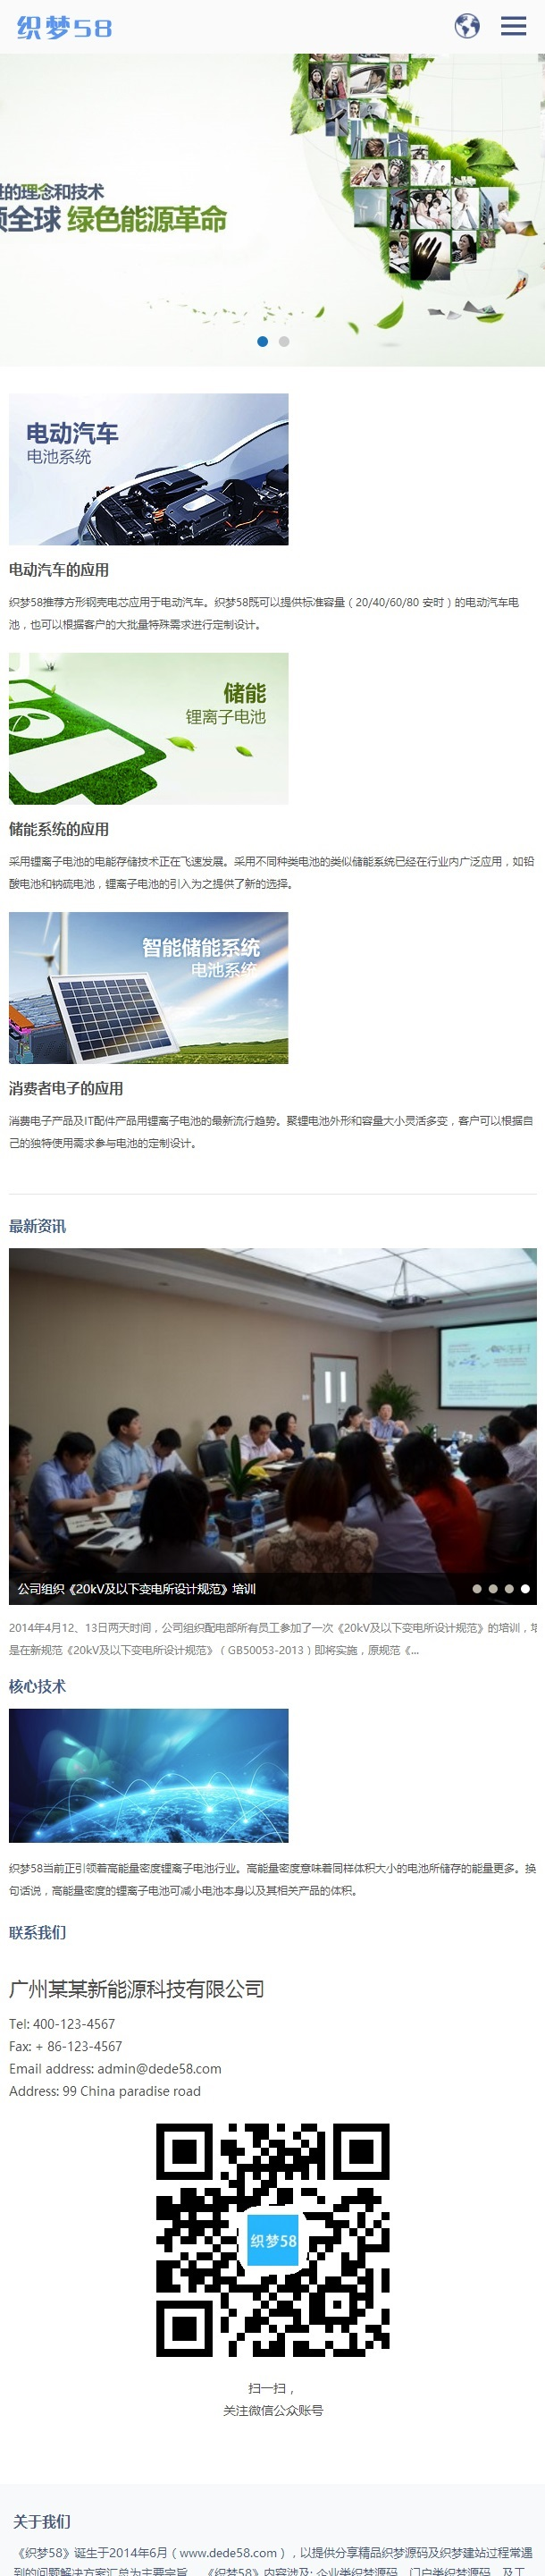 织梦58
进的理念和技术
领全球 绿色能源革命
电动汽车
电池系统
电动汽车的应用
织梦58推荐方形钢壳电芯应用于电动汽车。织梦58既可以提供标准容量（20/40/60/80 安时）的电动汽车电
池，也可以根据客户的大批量特殊需求进行定制设计。
储能
锂离子电池
储能系统的应用
采用锂离子电池的电能存储技术正在飞速发展。采用不同种类电池的类似储能系统已经在行业内广泛应用，如铅
酸电池和钠硫电池，锂离子电池的引入为之提供了新的选择。
智能储能系统
电池系统
消费者电子的应用
消费电子产品及IT配件产品用锂离子电池的最新流行趋势。聚锂电池外形和容量大小灵活多变，客户可以根据自
己的独特使用需求参与电池的定制设计。
最新资讯
公司组织《20kV及以下变电所设计规范》培训
2014年4月12、13日两天时间，公司组织配电部所有员工参加了一次《20kV及以下变电所设计规范》的培训，培
是在新规范《20kV及以下变电所设计规范》（GB50053-2013）即将实施，原规范《...
核心技术
织梦58当前正引领着高能量密度锂离子电池行业。高能量密度意味着同样体积大小的电池所储存的能量更多。换
句话说，高能量密度的锂离子电池可减小电池本身以及其相关产品的体积。
联系我们
广州某某新能源科技有限公司
Tel: 400-123-4567
Fax: + 86-123-4567
Email address: admin@dede58.com
Address: 99 China paradise road
织梦58
扫一扫，
关注微信公众账号
关于我们
《织梦58》诞生于2014年6月（www.dede58.com），以提供分享精品织梦源码及织梦建站过程常遇
到的问题解决方案汇总为主要宗旨。《织梦58》内容涉及: 企业类织梦源码、门户类织梦源码、及工